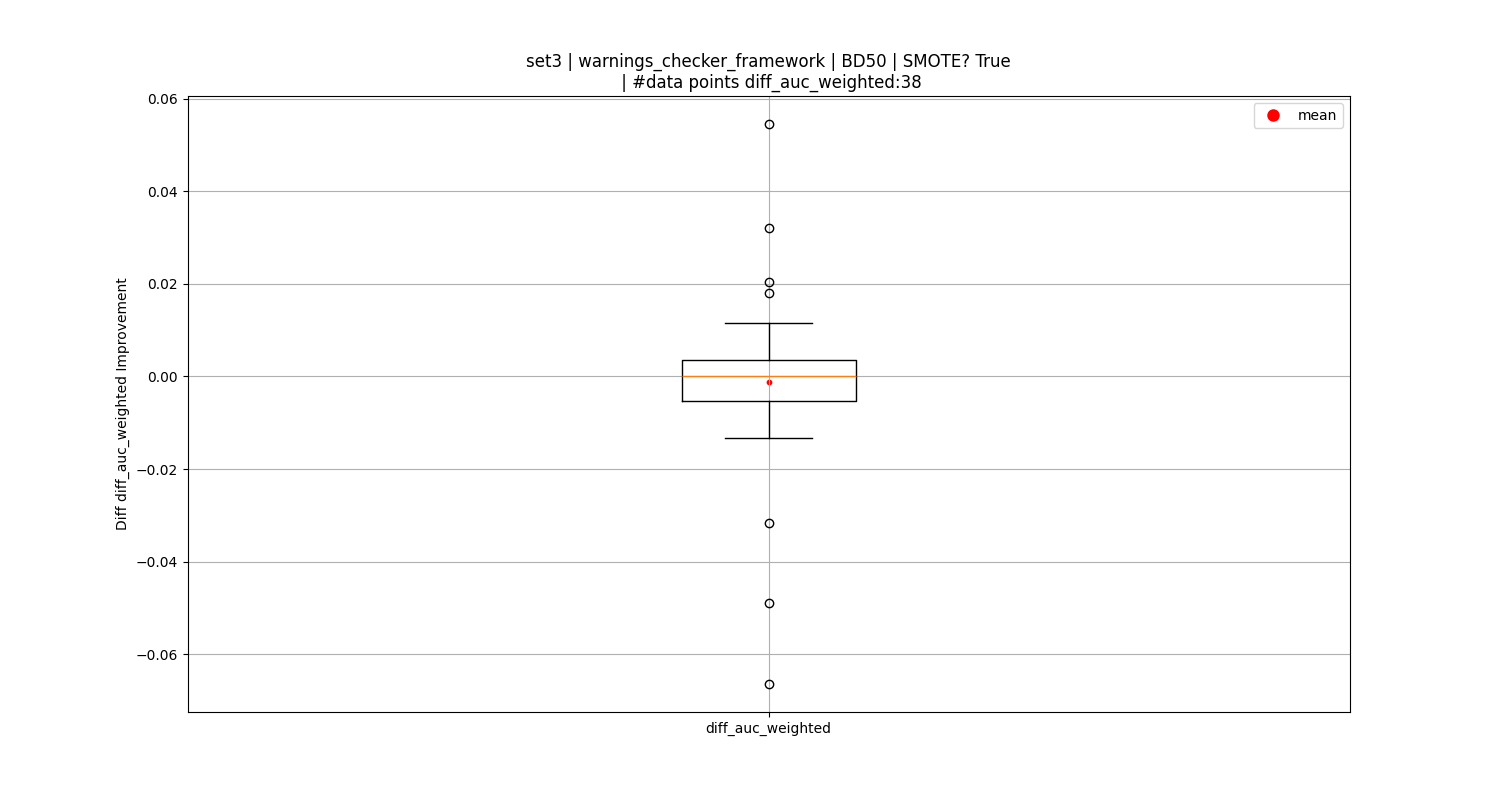 set3 | warnings_checker_framework | BD50 | SMOTE? True
| #data points diff_auc_weighted:38
mean
0.06
0.04
0.02
0.00
−0.02
−0.04
−0.06
Diff diff_auc_weighted Improvement
diff_auc_weighted